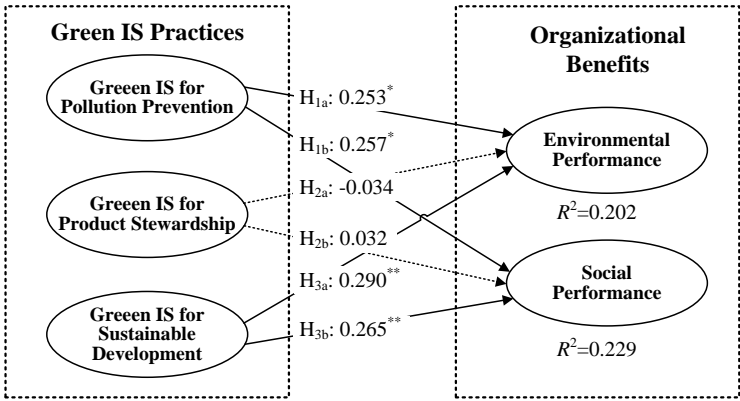 Green IS Practices
Greeen IS for
Pollution Prevention
Greeen IS for
Product Stewardship
Greeen IS for
Sustainable
Development
H1a: 0.253*
H1b: 0.257*
H2a: -0.034
H2b: 0.032
H3a: 0.290**
H3b: 0.265**
Organizational
Benefits
Environmental
Performance
R²=0.202
Social
Performance
R²=0.229